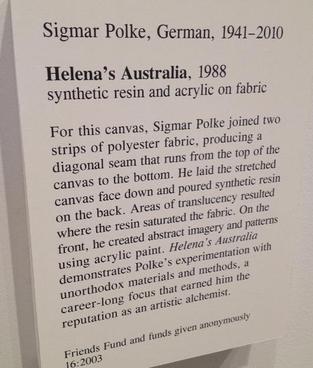 Sigmar Polke, German, 1941–2010
Helena's Australia, 1988
synthetic resin and acrylic on fabric
For this canvas, Sigmar Polke joined two
strips of polyester fabric, producing a
diagonal seam that runs from the top of the
canvas to the bottom. He laid the stretched
canvas face down and poured synthetic resin
on the back. Areas of translucency resulted
where the resin saturated the fabric. On the
front, he created abstract imagery and patterns
using acrylic paint. Helena's Australia
demonstrates Polke's experimentation with
unorthodox materials and methods, a
career-long focus that earned him the
reputation as an artistic alchemist.
Friends Fund and funds given anonymously
16:2003